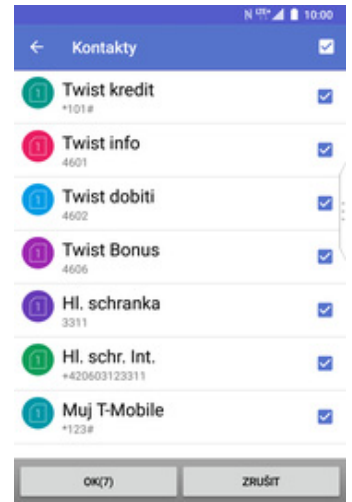 N LTE+ 10:00
Kontakty
Twist kredit
*101#
Twist info
4601
Twist dobiti
4602
Twist Bonus
4606
Hl. schranka
3311
Hl. schr. Int.
+420603123311
Muj T-Mobile
*123#
OK(7) ZRUŠIT